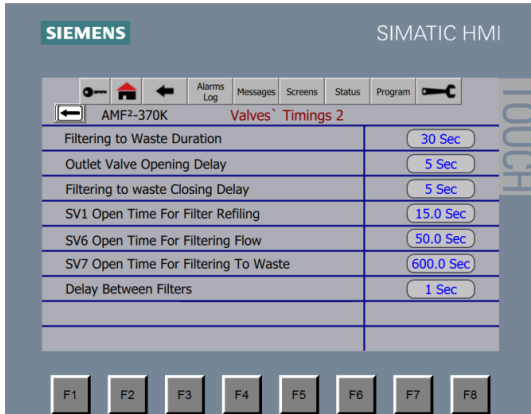 SIEMENS
SIMATIC HMI
TOUCH
Alarms Log Messages Screens Status Program
AMF²-370K Valves` Timings 2
Filtering to Waste Duration 30 Sec
Outlet Valve Opening Delay 5 Sec
Filtering to waste Closing Delay 5 Sec
SV1 Open Time For Filter Refiling 15.0 Sec
SV6 Open Time For Filtering Flow 50.0 Sec
SV7 Open Time For Filtering To Waste 600.0 Sec
Delay Between Filters 1 Sec
F1 F2 F3 F4 F5 F6 F7 F8